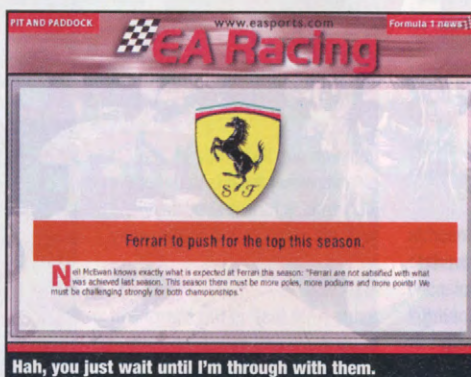 PIT AND PADDOCK
www.easports.com
Formula 1 news
EA Racing
S F
Ferrari to push for the top this season.
Neil McEwan knows exactly what is expected at Ferrari this season: "Ferrari are not satisfied with what
was achieved last season. This season there must be more poles, more podiums and more points! We
must be challenging strongly for both championships."
Hah, you just wait until I'm through with them.